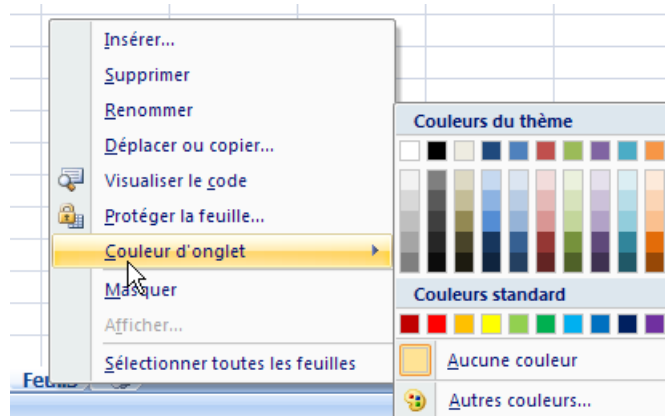 Insérer...
Supprimer
Renommer
Déplacer ou copier...
Visualiser le code
Protéger la feuille...
Couleur d'onglet
Masquer
Afficher...
Sélectionner toutes les feuilles
Couleurs du thème
Couleurs standard
Aucune couleur
Autres couleurs...